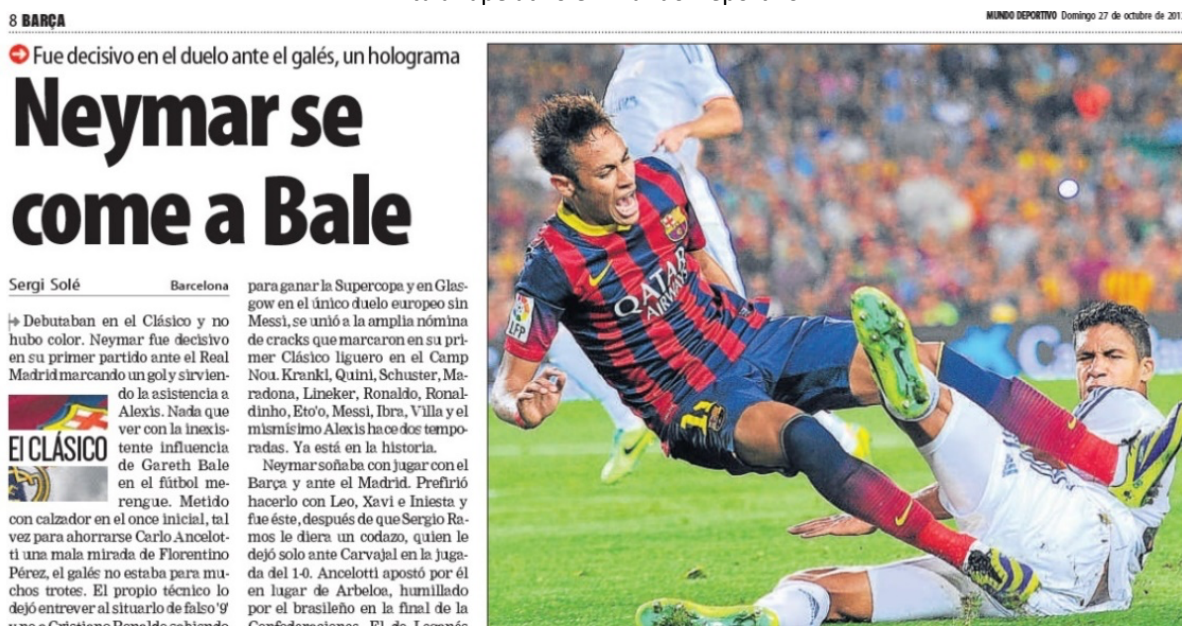 8 BARÇA
MUNDO DEPORTIVO Domingo 27 de octubre de 201
Fue decisivo en el duelo ante el galés, un holograma
Neymar se
come a Bale
Sergi Solé
Barcelona
Debutaban en el Clásico y no
hubo color. Neymar fue decisivo
en su primer partido ante el Real
Madrid marcando un gol y sirvien-
do la asistencia a
Alexis. Nada que
ver con la inexis-
tente influencia
de Gareth Bale
en el fútbol me-
rengue. Metido
EL CLÁSICO
con calzador en el once inicial, tal
vez para ahorrarse Carlo Ancelot-
ti una mala mirada de Florentino
Pérez, el galés no estaba para mu-
chos trotes. El propio técnico lo
dejó entrever al situarlo de falso '9'
y no a Cristiano Ronaldo sabiendo
para ganar la Supercopa y en Glas-
gow en el único duelo europeo sin
Messi, se unió a la amplia nómina
de cracks que marcaron en su pri-
mer Clásico liguero en el Camp
Nou. Krankl, Quini, Schuster, Ma-
radona, Lineker, Ronaldo, Ronal-
dinho, Eto'o, Messi, Ibra, Villa y el
mismísimo Alexis hace dos tempo-
radas. Ya está en la historia.
Neymar soñaba con jugar con el
Barça y ante el Madrid. Prefirió
hacerlo con Leo, Xavi e Iniesta y
fue éste, después de que Sergio Ra-
mos le diera un codazo, quien le
dejó solo ante Carvajal en la juga-
da del 1-0. Ancelotti apostó por él
en lugar de Arbeloa, humillado
por el brasileño en la final de la
Confederaciones. El de Leganés
QATAR
AIRWAYS
LFP
11